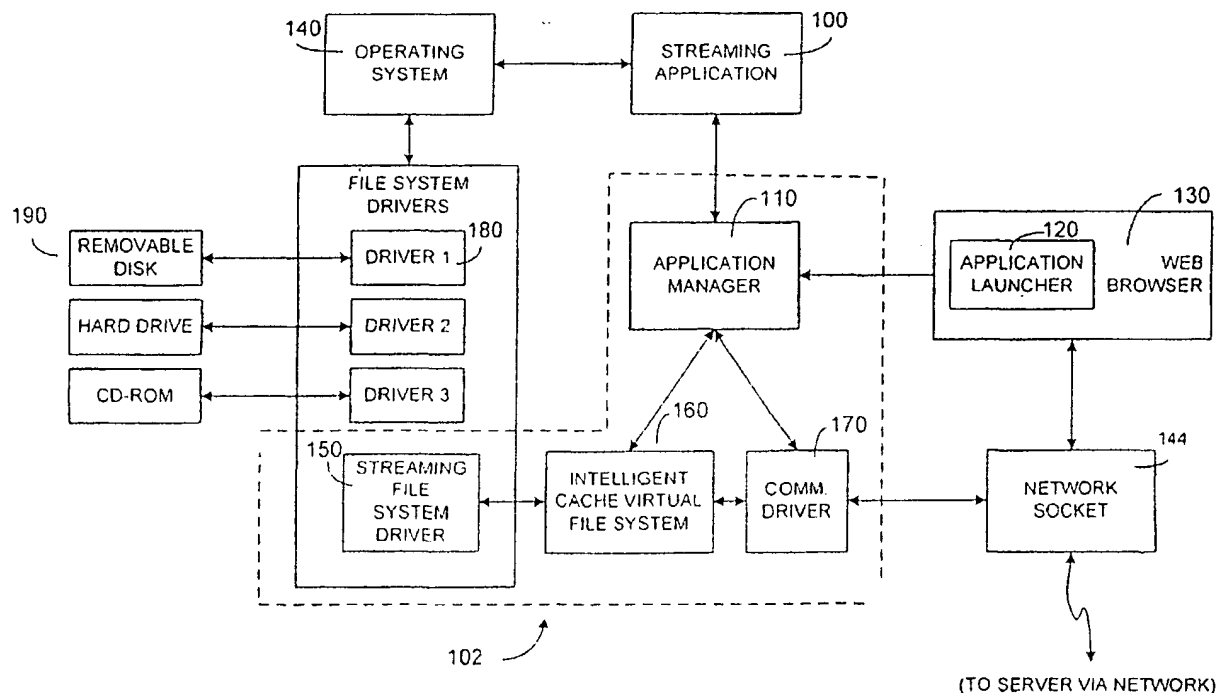 140
OPERATING
SYSTEM
100
STREAMING
APPLICATION
FILE SYSTEM
DRIVERS
110
130
190
REMOVABLE
DISK
DRIVER 1
180
APPLICATION
MANAGER
120
APPLICATION
LAUNCHER
WEB
BROWSER
HARD DRIVE
DRIVER 2
CD-ROM
DRIVER 3
160
170
150
STREAMING
FILE
SYSTEM
DRIVER
INTELLIGENT
CACHE VIRTUAL
FILE SYSTEM
COMM.
DRIVER
144
NETWORK
SOCKET
102
(TO SERVER VIA NETWORK)